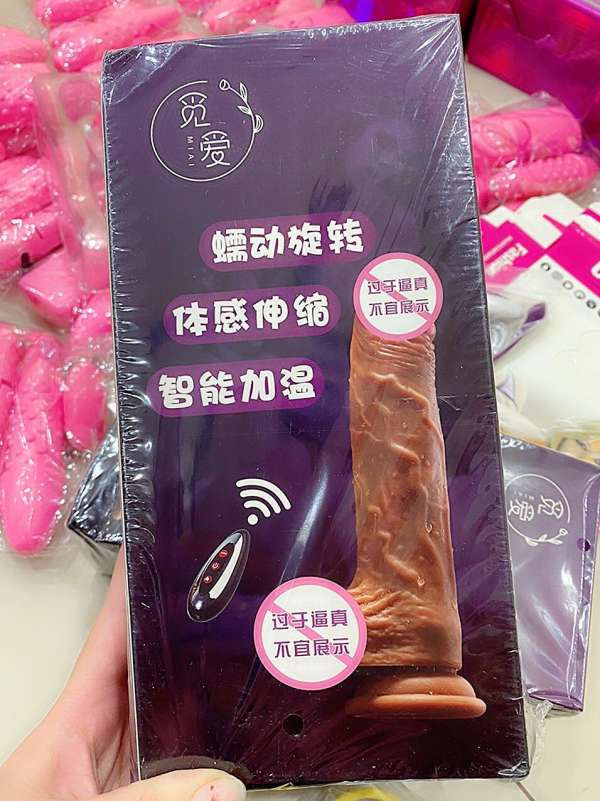 觅爱
MIAI
蠕动旋转
过于逼真
不宜展示
体感伸缩
智能加温
过于逼真
不宜展示